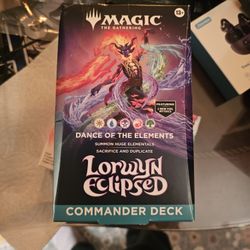 MAGIC
THE GATHERING
13+
DANCE OF THE ELEMENTS
SUMMON HUGE ELEMENTALS
SACRIFICE AND DUPLICATE
FEATURING
LORWYN
ECLIPSED
COMMANDER DECK